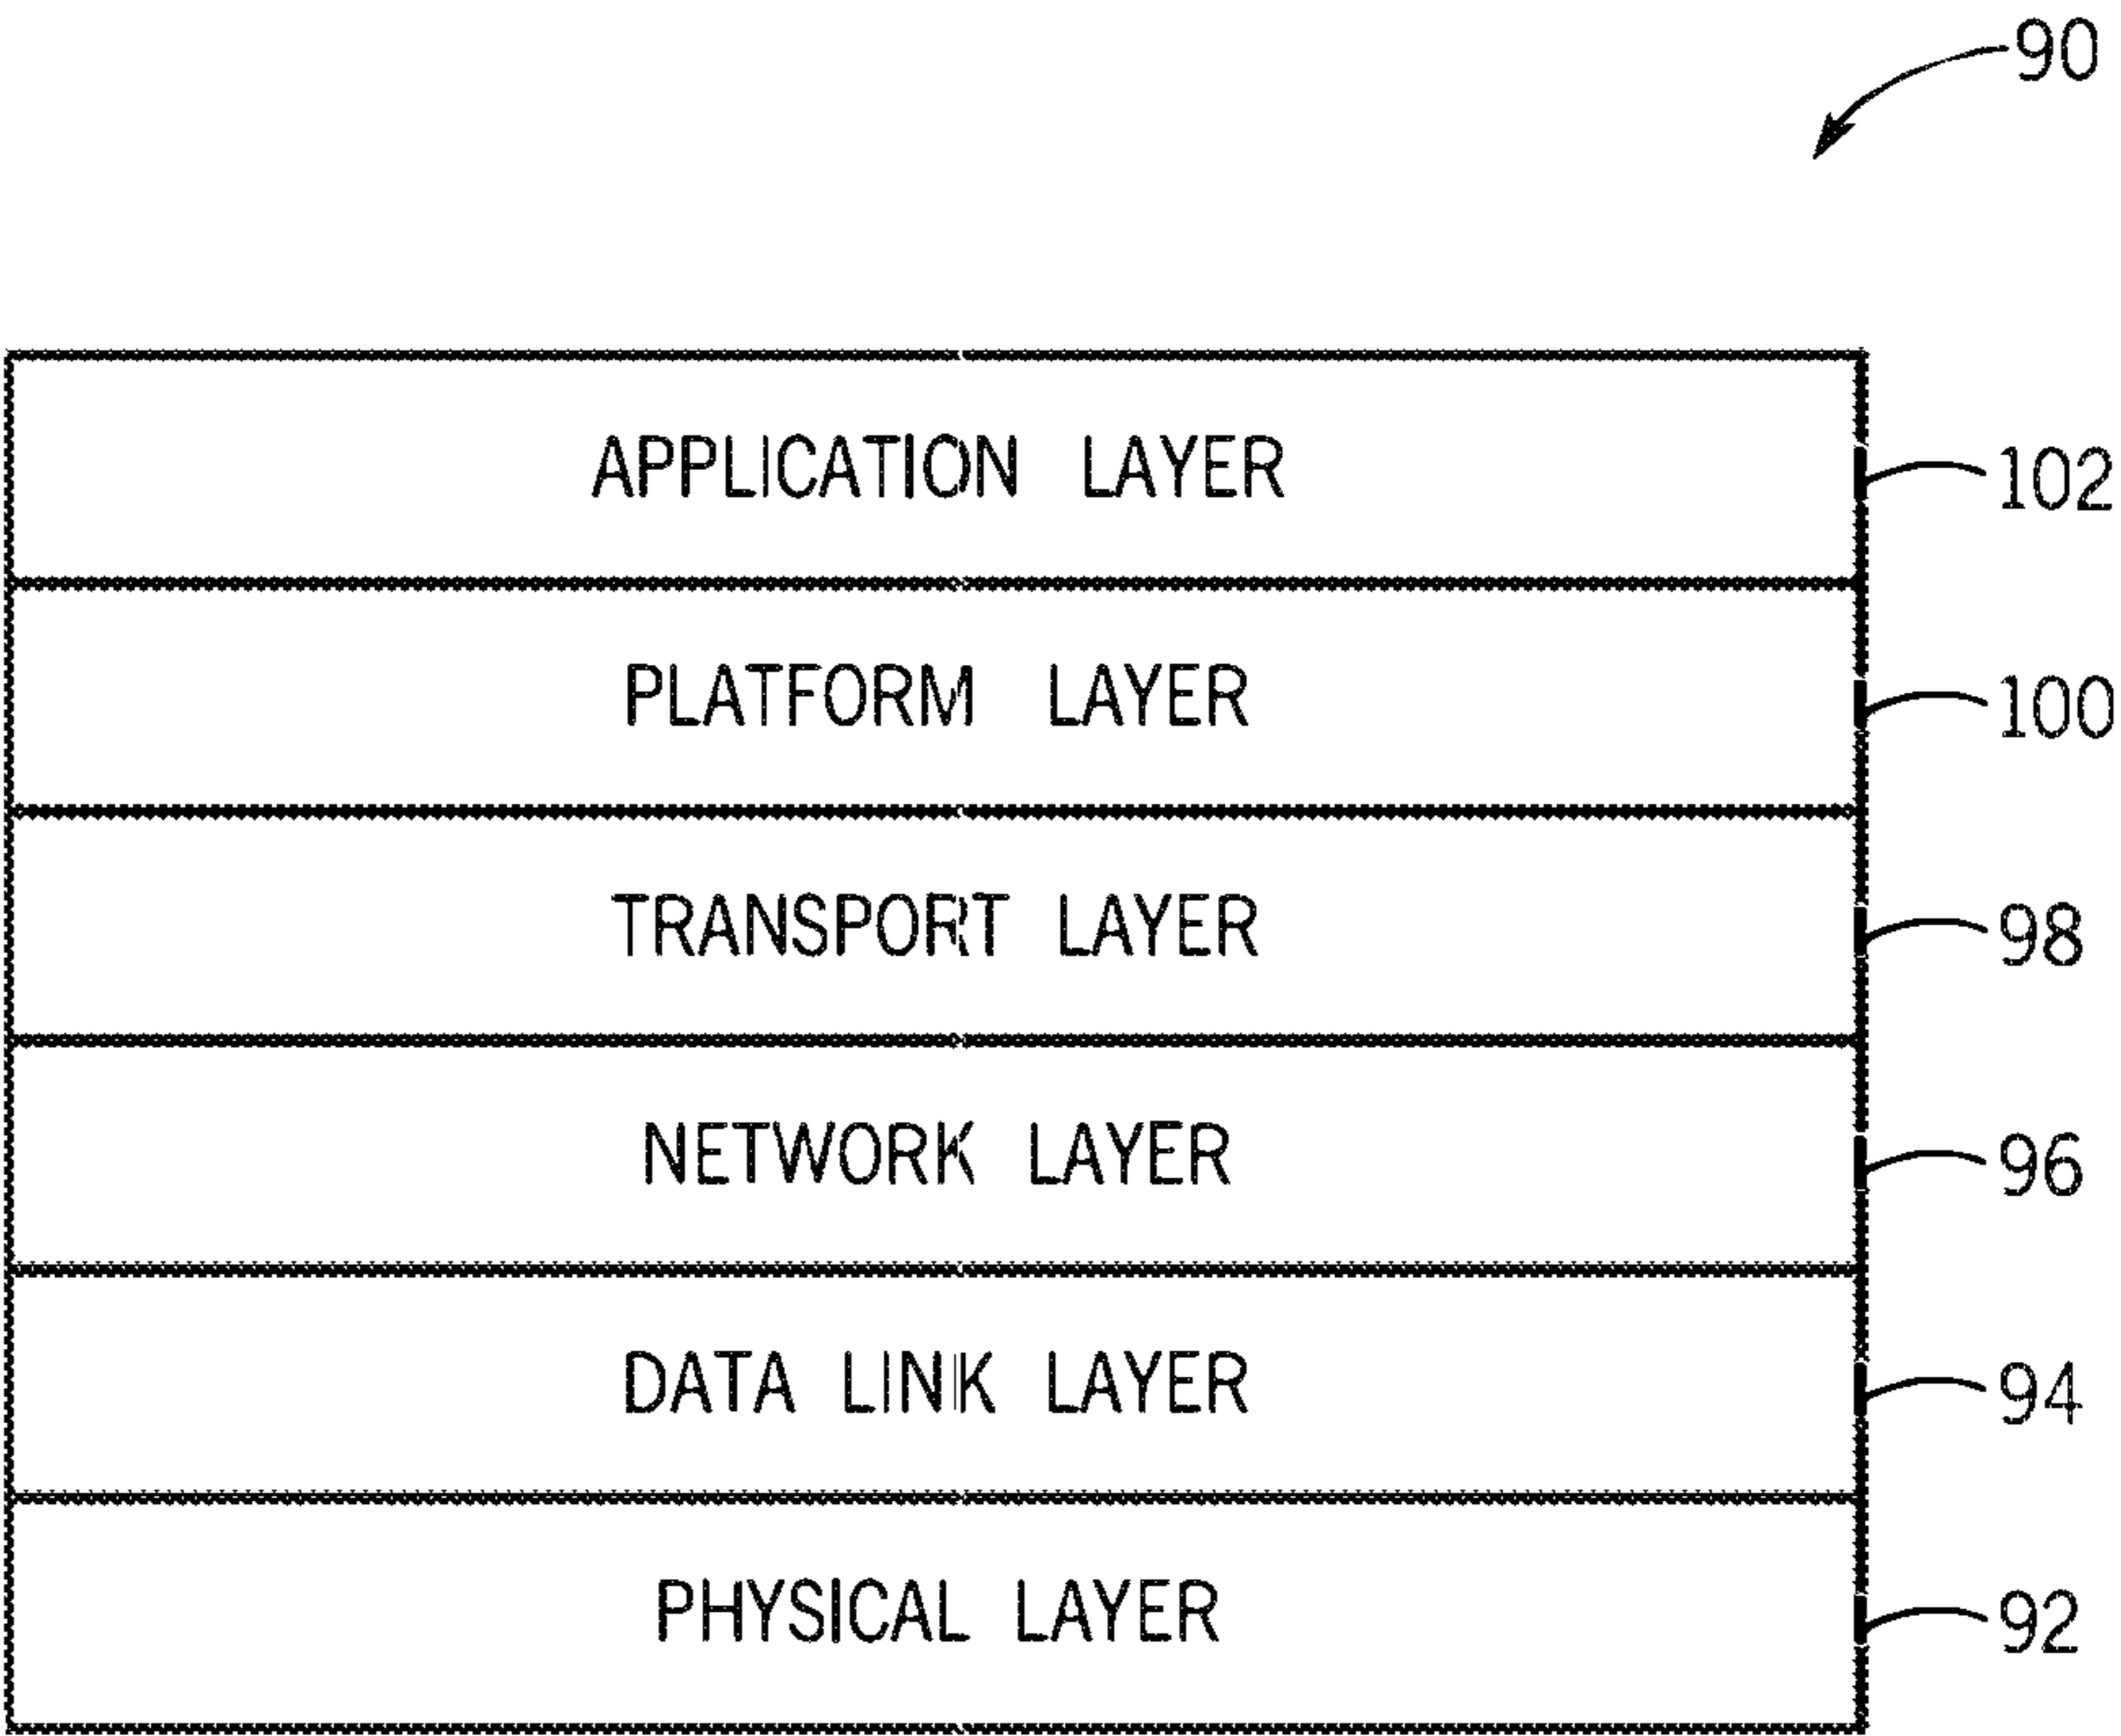 90
APPLICATION LAYER 102
PLATFORM LAYER 100
TRANSPORT LAYER 98
NETWORK LAYER 96
DATA LINK LAYER 94
PHYSICAL LAYER 92